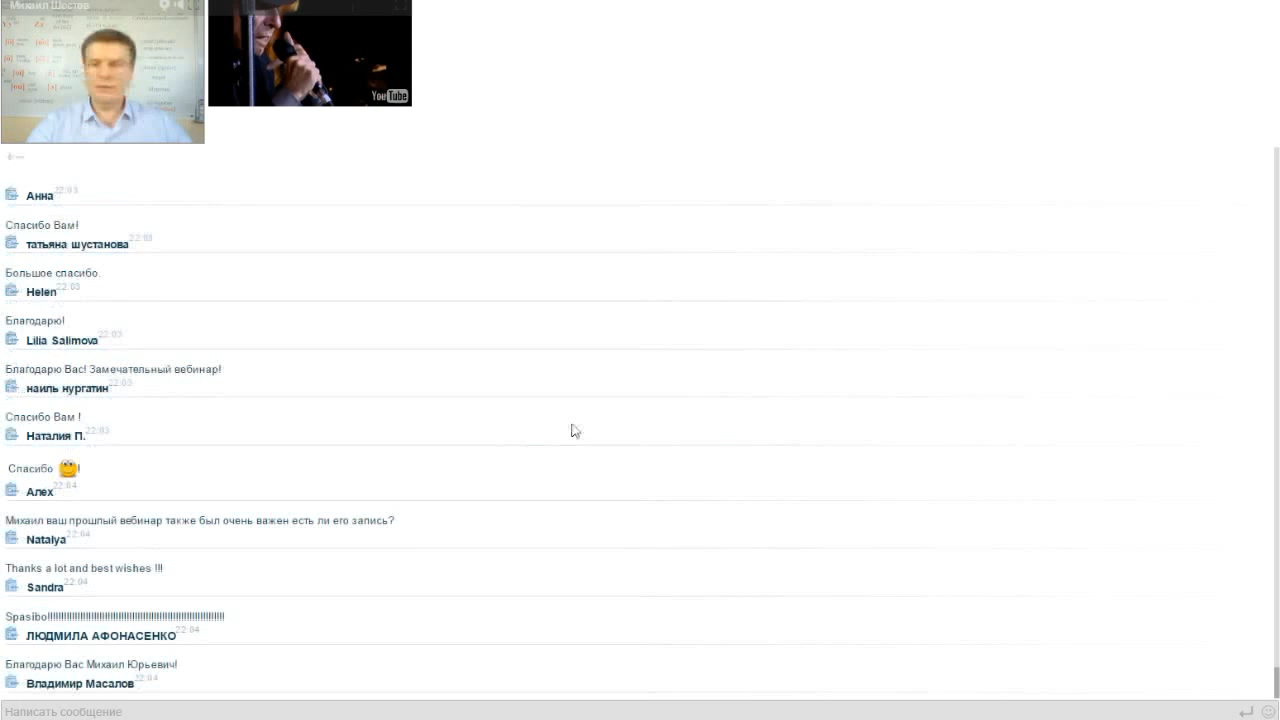 Михаил Шестов
YouTube
Анна 22:03
Спасибо Вам!
татьяна шустанова 22:03
Большое спасибо.
Helen 22:03
Благодарю!
Lilia Salimova 22:03
Благодарю Вас! Замечательный вебинар!
наиль нургатин 22:03
Спасибо Вам !
Наталия П. 22:03
Спасибо !
Алех 22:04
Михаил ваш прошлый вебинар также был очень важен есть ли его запись?
Natalya 22:04
Thanks a lot and best wishes !!!
Sandra 22:04
Spasibo!!!!!!!!!!!!!!!!!!!!!!!!!!!!!!!!!!!!!!!!!!!!!!!!!!!!!!!!!!!!!!!!
ЛЮДМИЛА АФОНАСЕНКО 22:04
Благодарю Вас Михаил Юрьевич!
Владимир Масалов 22:04
Написать сообщение